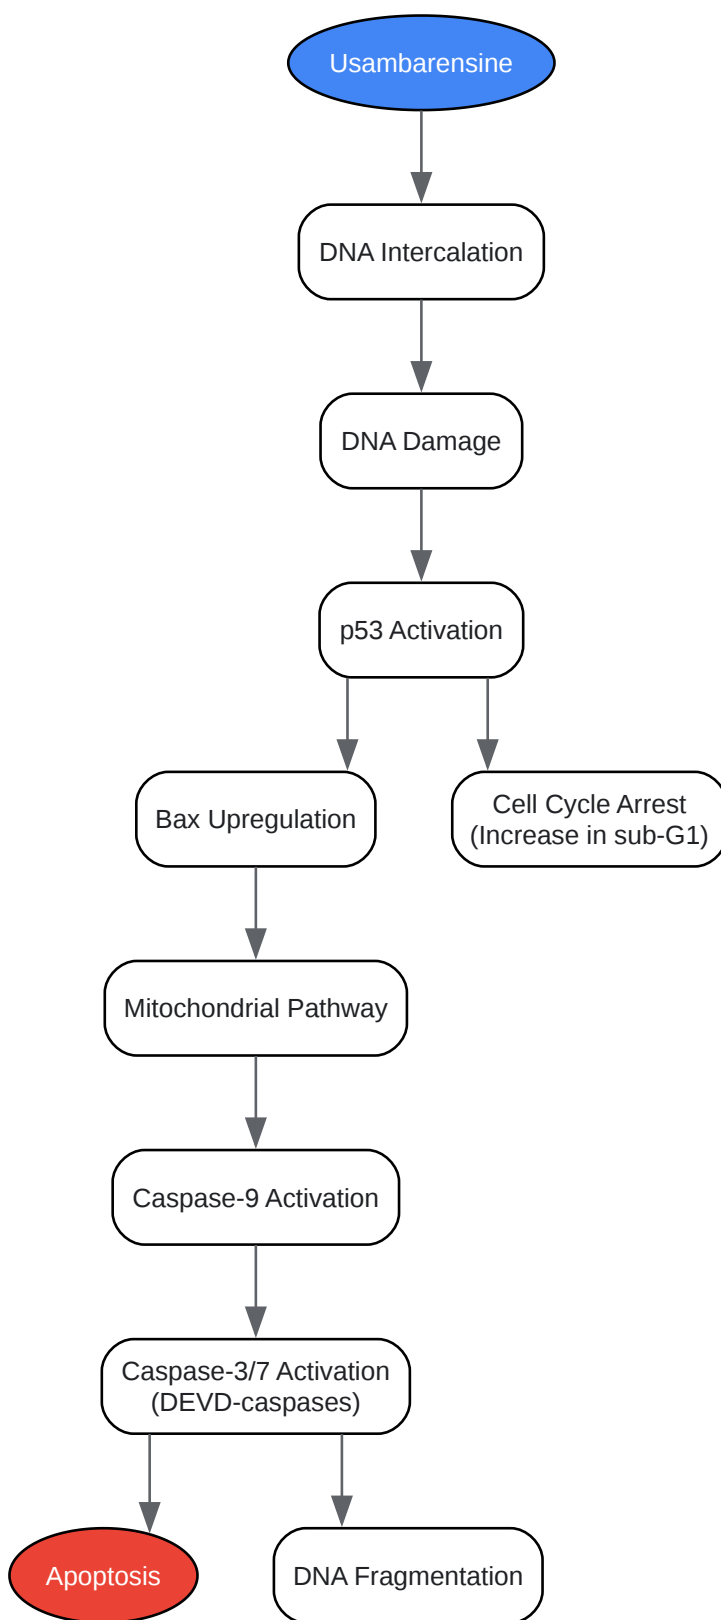 Usambarensine
DNA Intercalation
DNA Damage
p53 Activation
Bax Upregulation
Cell Cycle Arrest
(Increase in sub-G1)
Mitochondrial Pathway
Caspase-9 Activation
Caspase-3/7 Activation
(DEVD-caspases)
Apoptosis
DNA Fragmentation